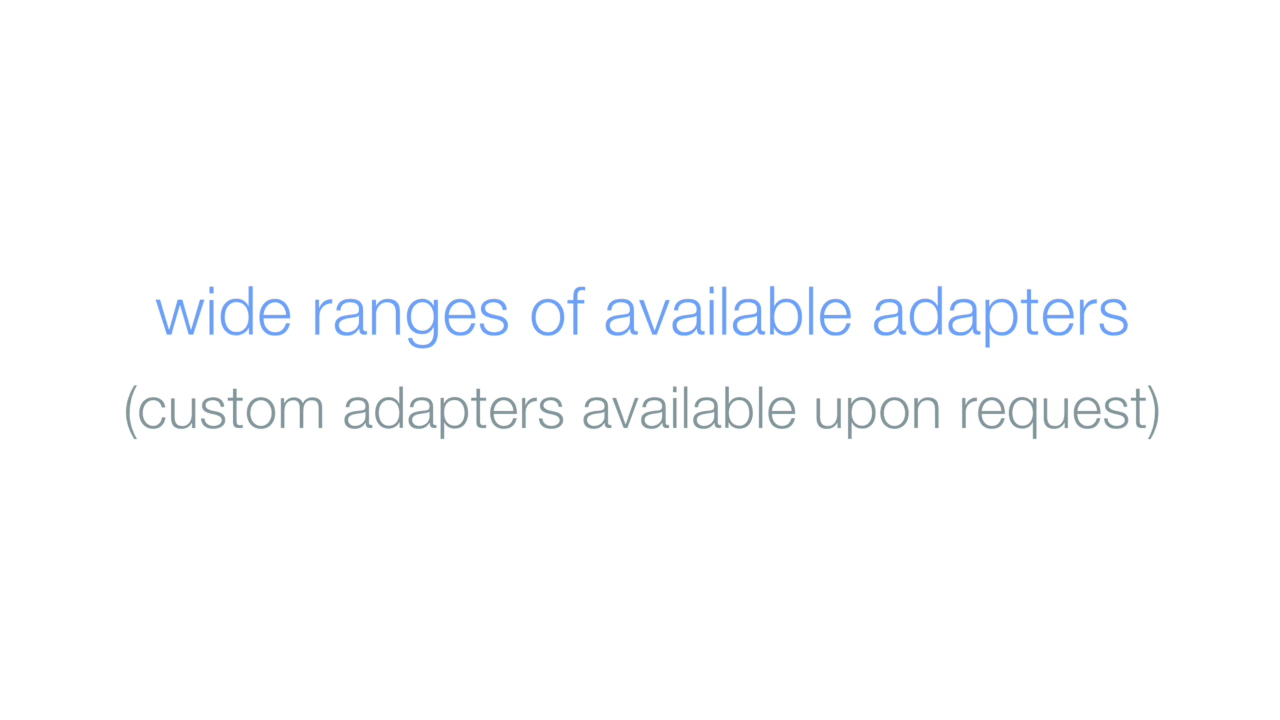 wide ranges of available adapters
(custom adapters available upon request)